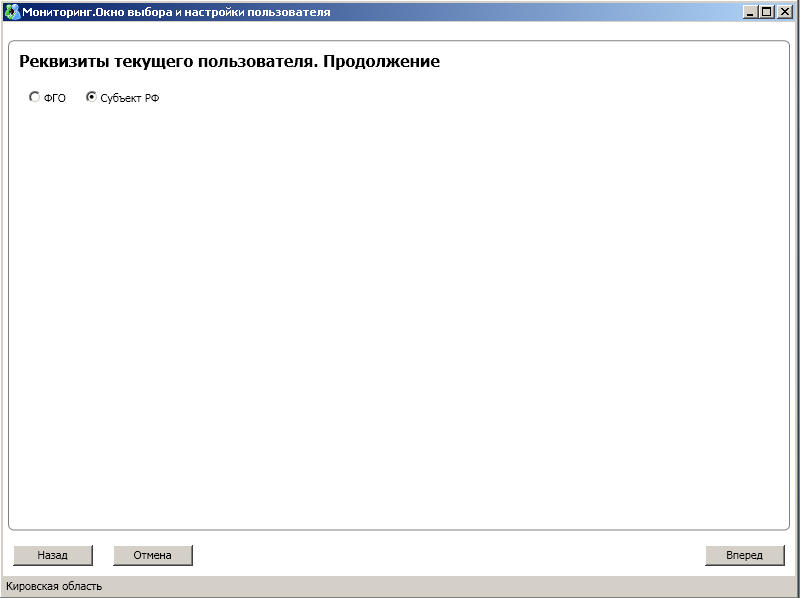 Мониторинг.Окно выбора и настройки пользователя
Реквизиты текущего пользователя. Продолжение
ФГО Субъект РФ
Назад Отмена Вперед
Кировская область